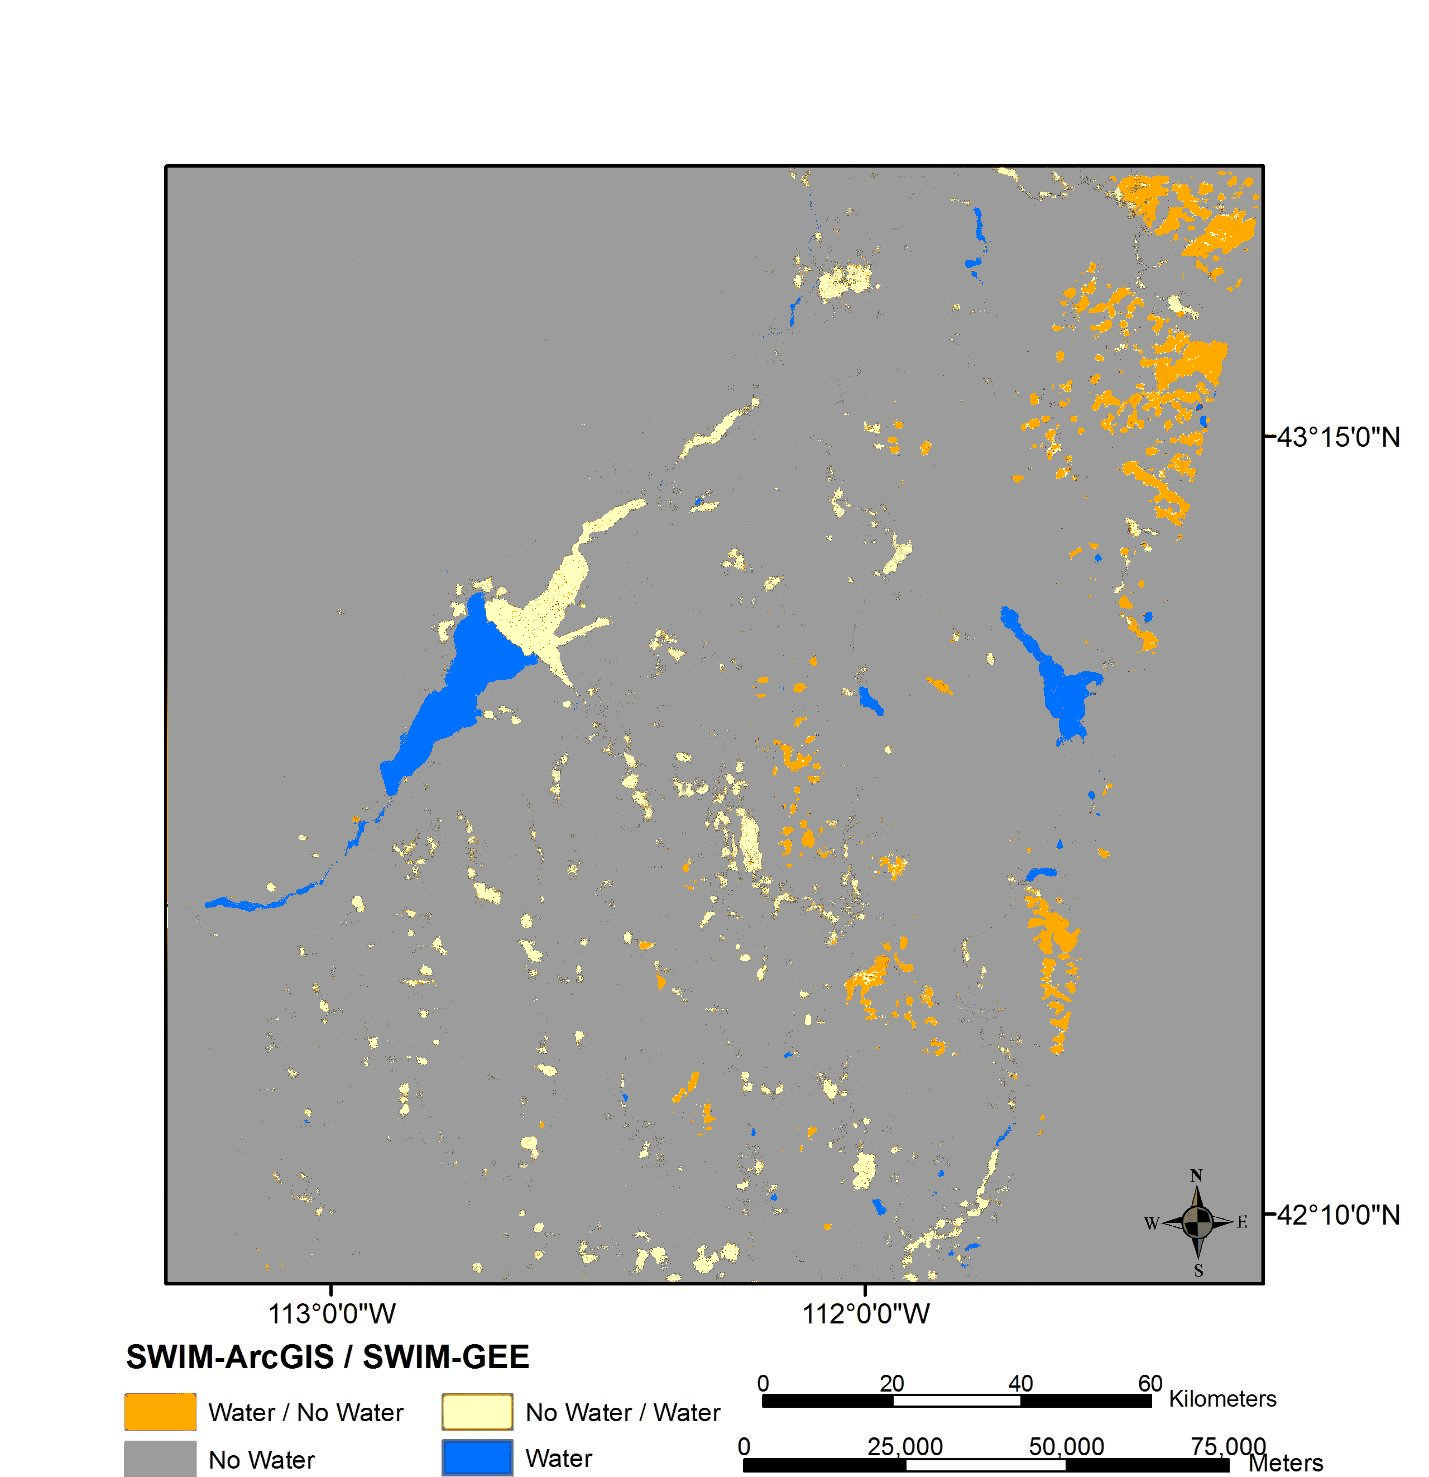 43°15'0"N
N
W
E
S
42°10'0"N
113°0'0"W
112°0'0"W
SWIM-ArcGIS / SWIM-GEE
Water / No Water
No Water / Water
No Water
Water
0 20 40 60
Kilometers
0 25,000 50,000 75,000
Meters